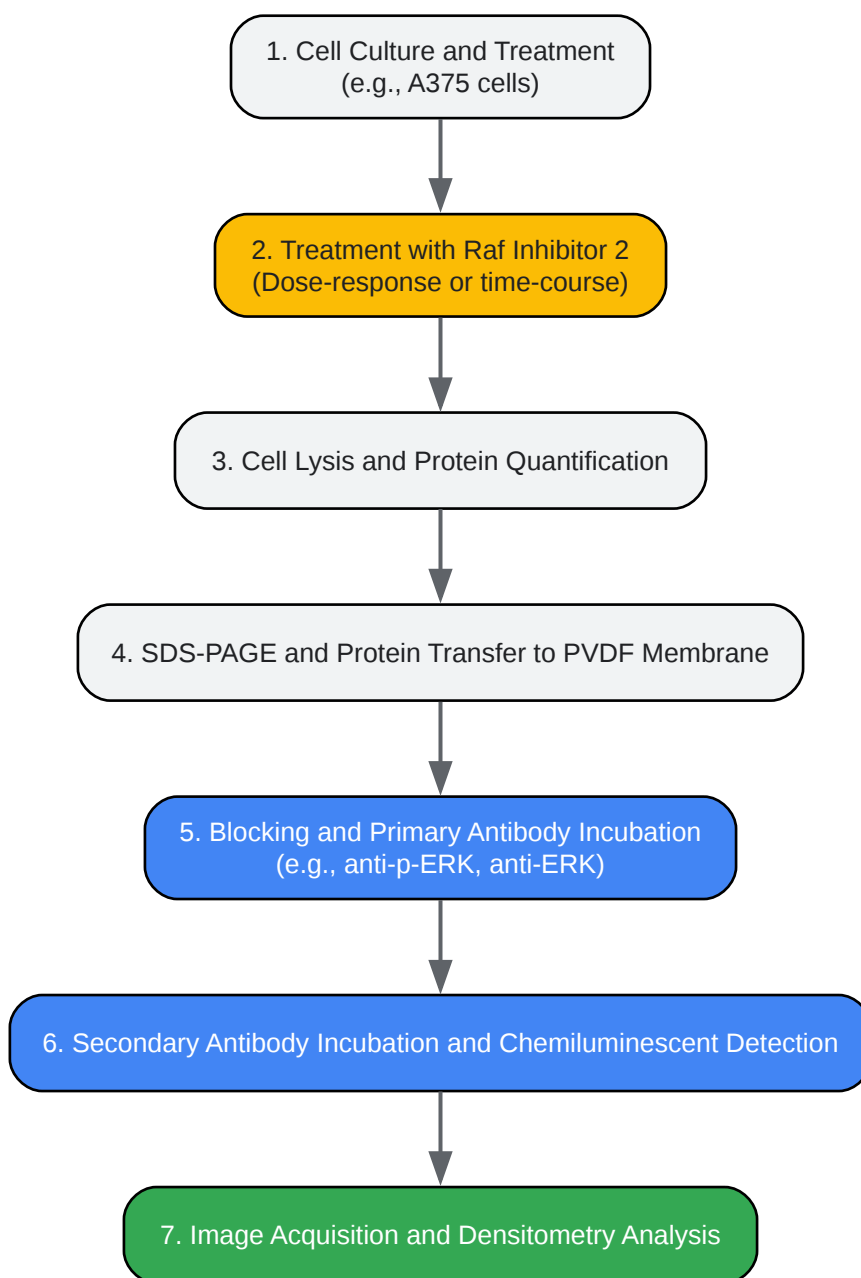 1. Cell Culture and Treatment
(e.g., A375 cells)
2. Treatment with Raf Inhibitor 2
(Dose-response or time-course)
3. Cell Lysis and Protein Quantification
4. SDS-PAGE and Protein Transfer to PVDF Membrane
5. Blocking and Primary Antibody Incubation
(e.g., anti-p-ERK, anti-ERK)
6. Secondary Antibody Incubation and Chemiluminescent Detection
7. Image Acquisition and Densitometry Analysis